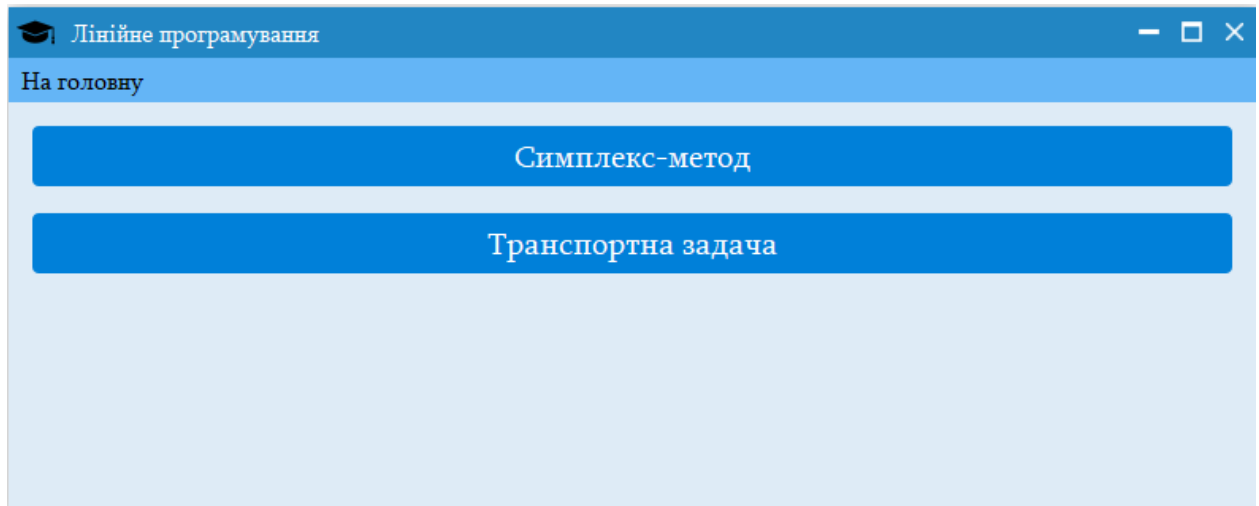 Лінійне програмування
На головну
Симплекс-метод
Транспортна задача